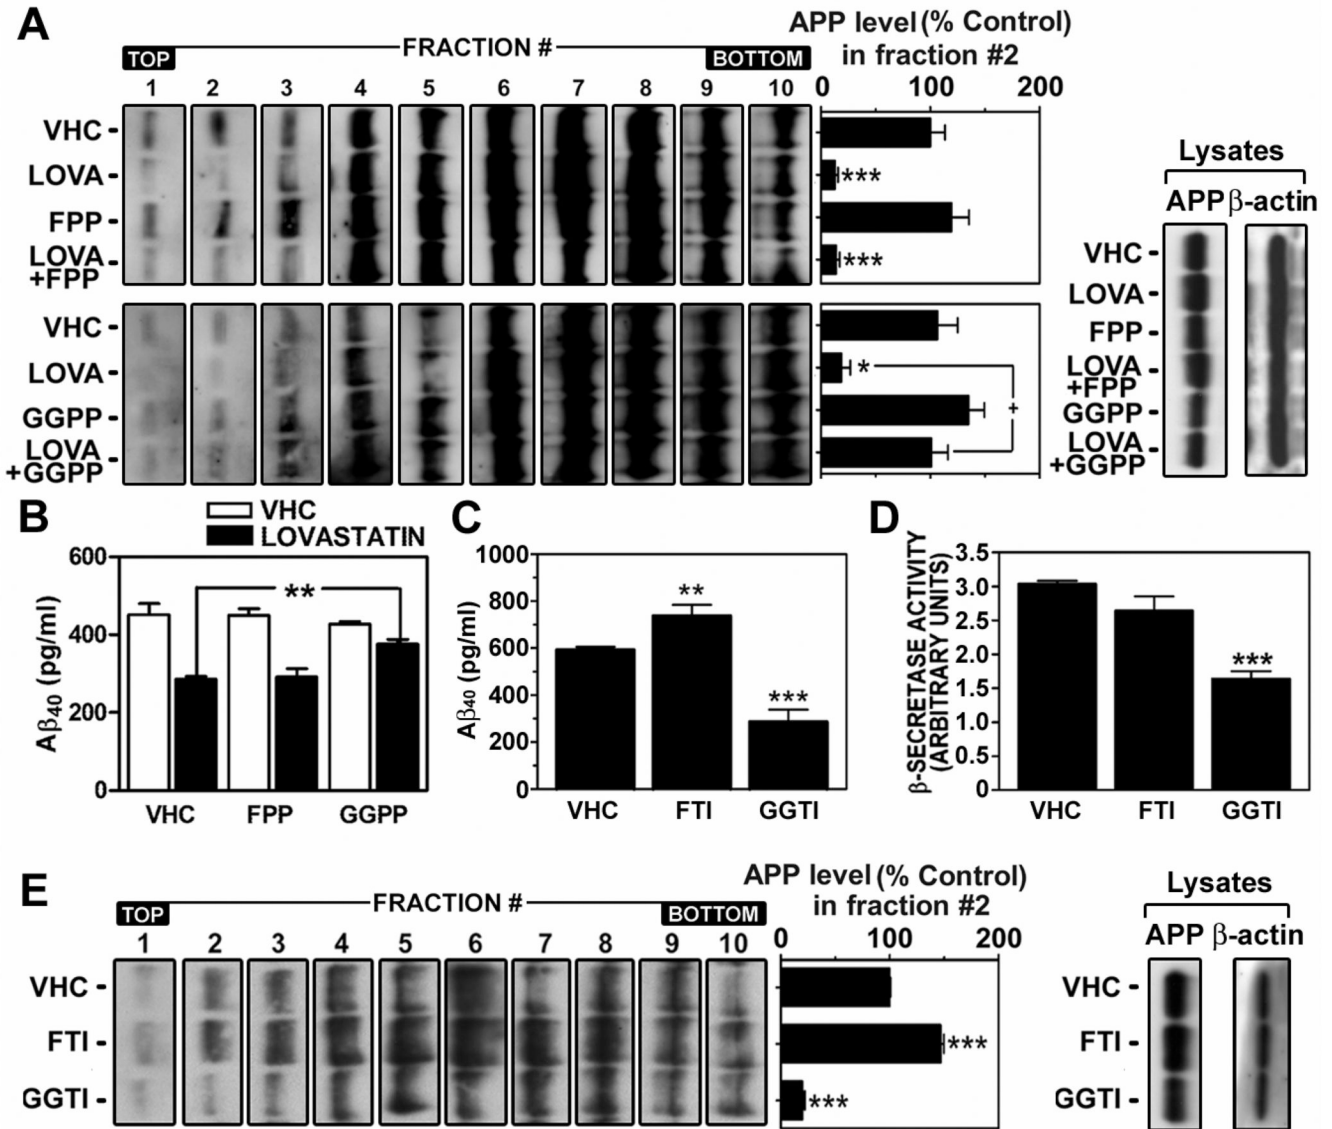 A
APP level (% Control)
in fraction #2
FRACTION #
TOP
BOTTOM
1 2 3 4 5 6 7 8 9 10
0 100 200
VHC
LOVA
FPP
LOVA
+FPP
***
***
VHC
LOVA
GGPP
LOVA
+GGPP
*
+
Lysates
APP β-actin
VHC
LOVA
FPP
LOVA
+FPP
GGPP
LOVA
+GGPP
B
VHC
LOVASTATIN
Aβ40 (pg/ml)
600
400
200
0
**
VHC FPP GGPP
C
Aβ40 (pg/ml)
1000
800
600
400
200
0
**
***
VHC FTI GGTI
D
β-SECRETASE ACTIVITY
(ARBITRARY UNITS)
3.5
3.0
2.5
2.0
1.5
1.0
0.5
0
***
VHC FTI GGTI
E
APP level (% Control)
in fraction #2
FRACTION #
TOP
BOTTOM
1 2 3 4 5 6 7 8 9 10
0 100 200
VHC
FTI
GGTI
***
***
Lysates
APP β-actin
VHC
FTI
GGTI